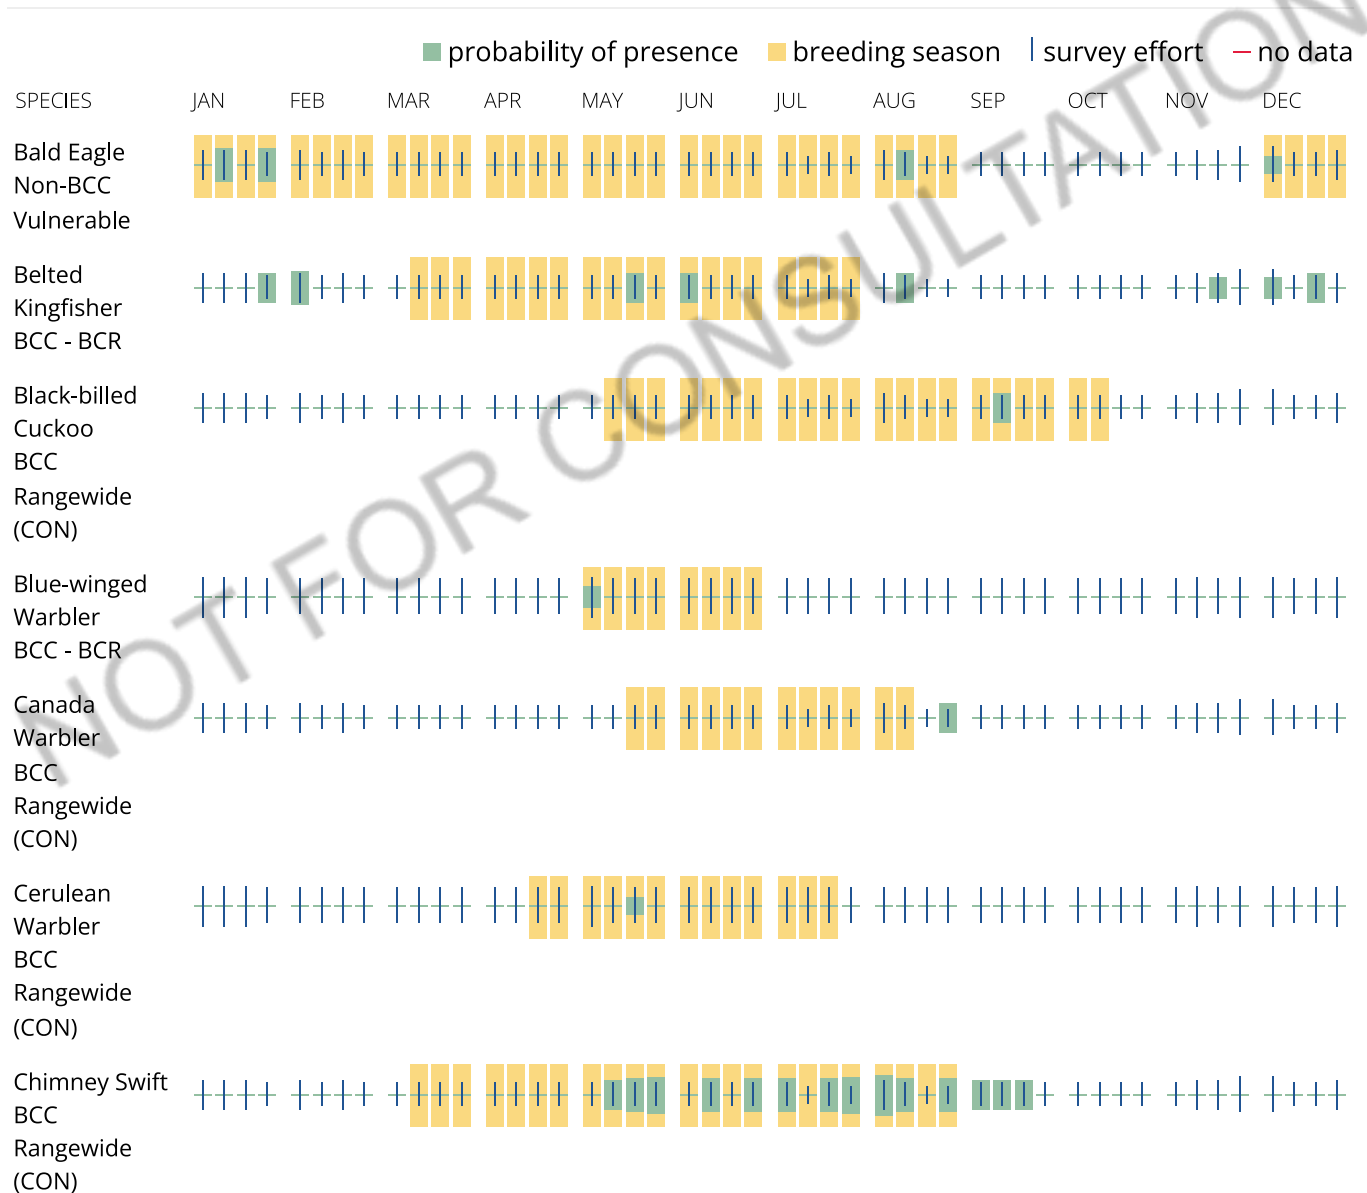 probability of presence breeding season survey effort no data
SPECIES JAN FEB MAR APR MAY JUN JUL AUG SEP OCT NOV DEC
Bald Eagle
Non-BCC
Vulnerable
Belted
Kingfisher
BCC - BCR
Black-billed
Cuckoo
BCC
Rangewide
(CON)
Blue-winged
Warbler
BCC - BCR
Canada
Warbler
BCC
Rangewide
(CON)
Cerulean
Warbler
BCC
Rangewide
(CON)
Chimney Swift
BCC
Rangewide
(CON)
NOT FOR CONSULTATION